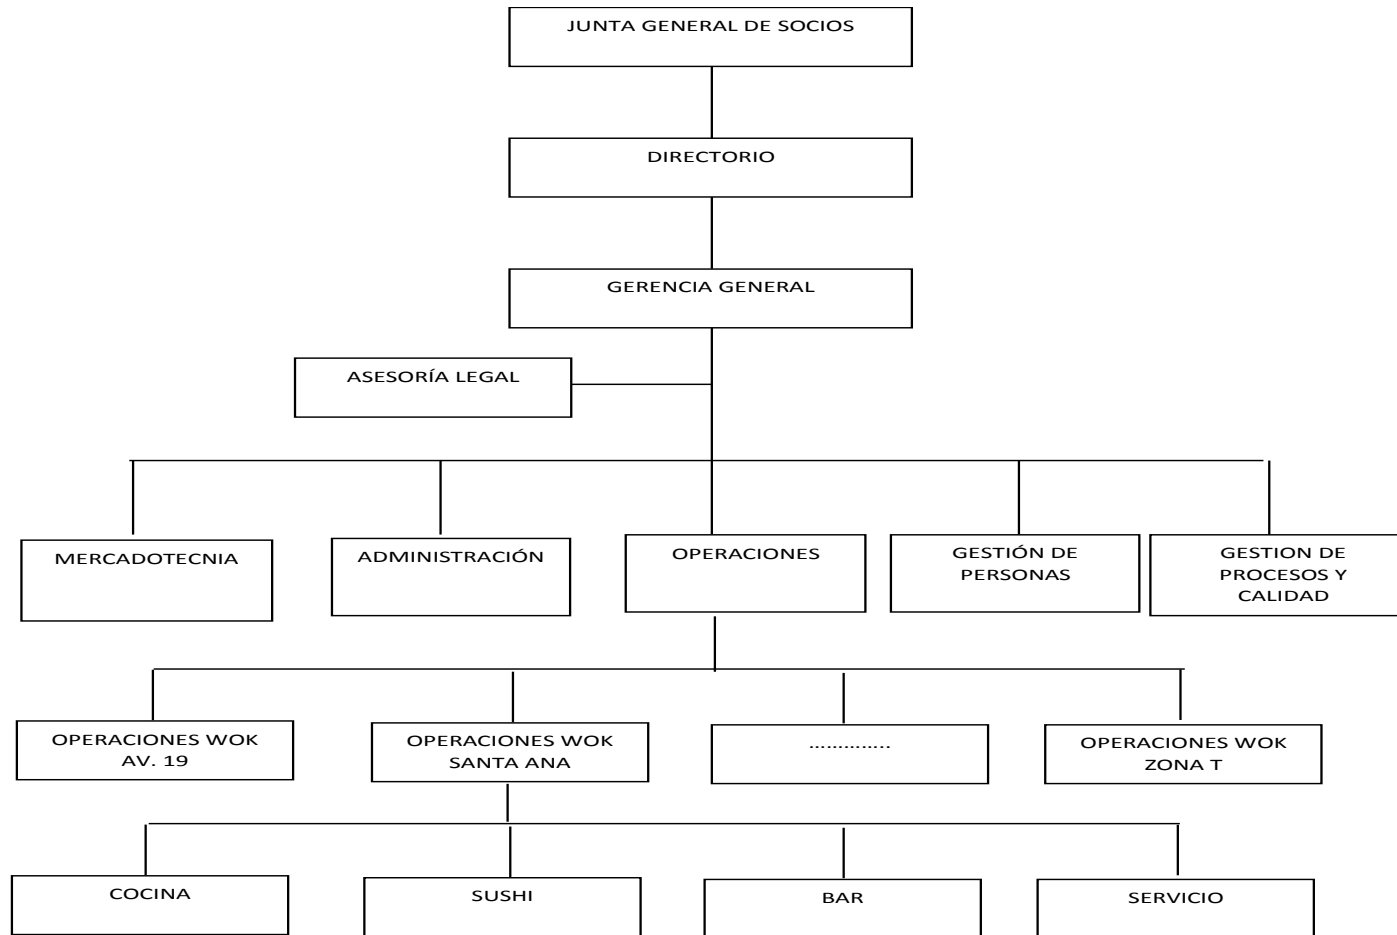 JUNTA GENERAL DE SOCIOS
DIRECTORIO
GERENCIA GENERAL
ASESORÍA LEGAL
MERCADOTECNIA
ADMINISTRACIÓN
OPERACIONES
GESTIÓN DE
PERSONAS
GESTION DE
PROCESOS Y
CALIDAD
OPERACIONES WOK
AV. 19
OPERACIONES WOK
SANTA ANA
…………..
OPERACIONES WOK
ZONA T
COCINA
SUSHI
BAR
SERVICIO